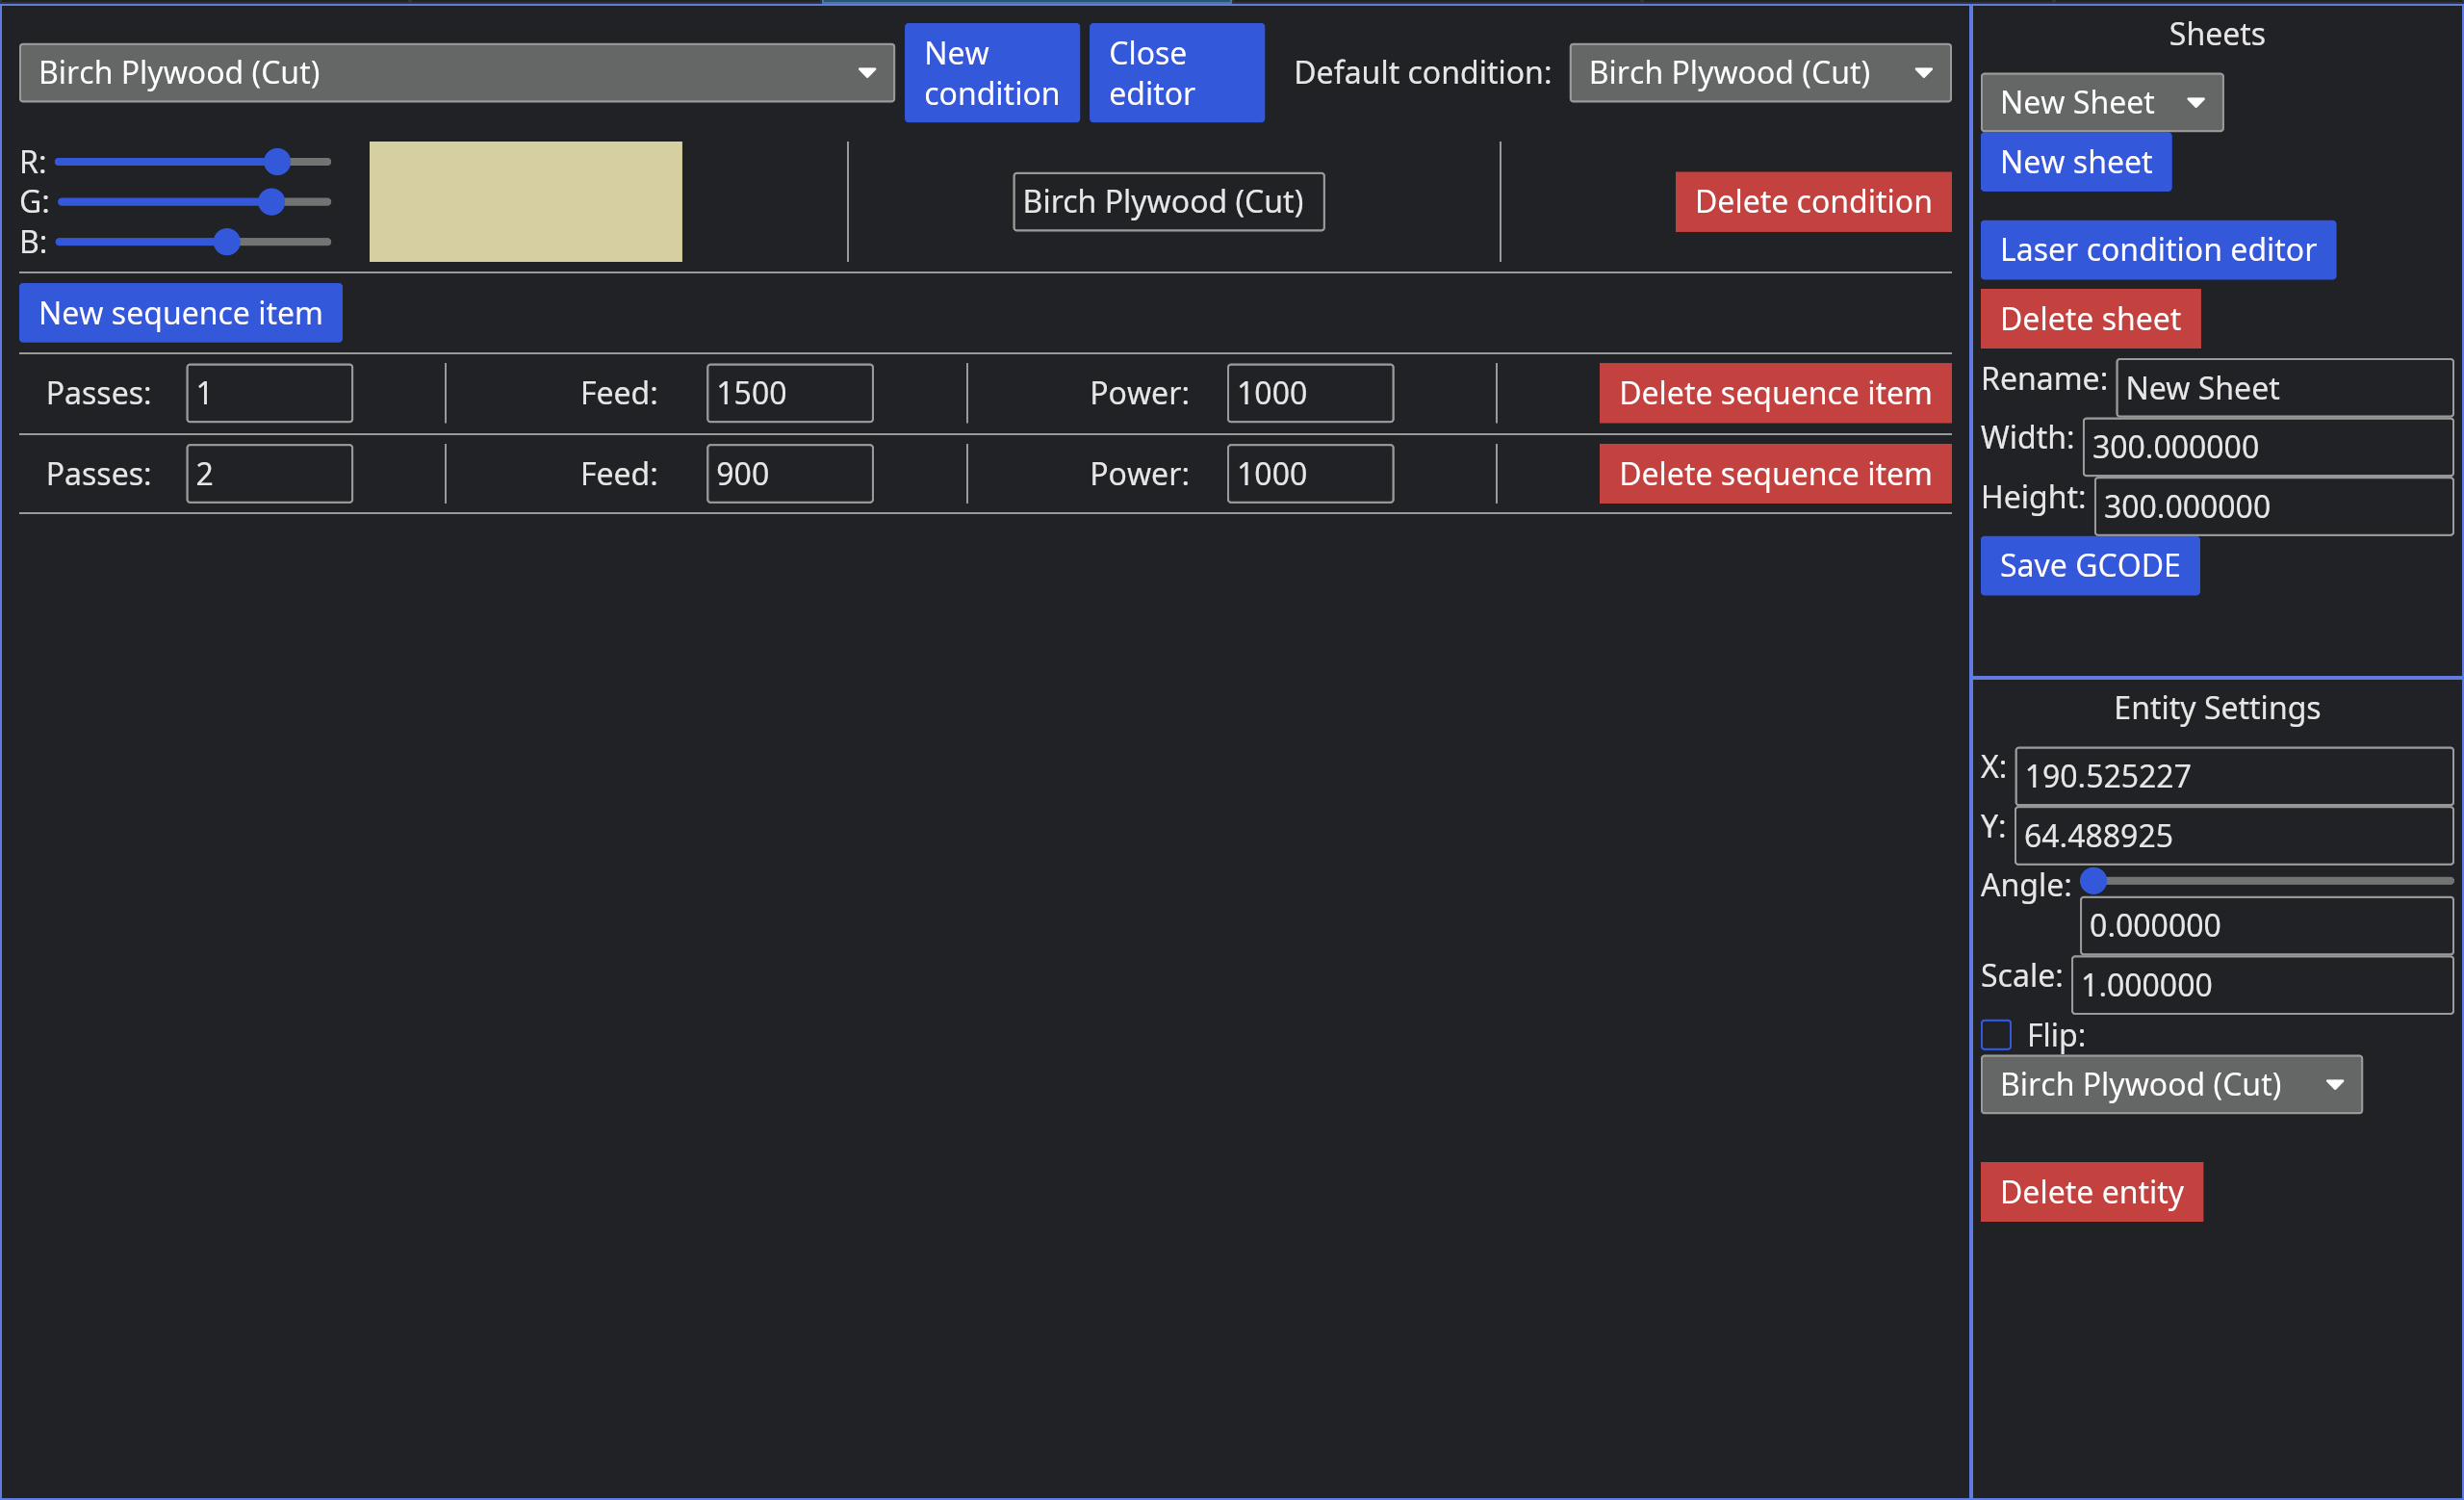 Birch Plywood (Cut)
New
condition
Close
editor
Default condition:
Birch Plywood (Cut)
R:
G:
B:
Birch Plywood (Cut)
Delete condition
New sequence item
Passes: 1 Feed: 1500 Power: 1000 Delete sequence item
Passes: 2 Feed: 900 Power: 1000 Delete sequence item
Sheets
New Sheet
New sheet
Laser condition editor
Delete sheet
Rename: New Sheet
Width: 300.000000
Height: 300.000000
Save GCODE
Entity Settings
X: 190.525227
Y: 64.488925
Angle:
0.000000
Scale: 1.000000
Flip:
Birch Plywood (Cut)
Delete entity